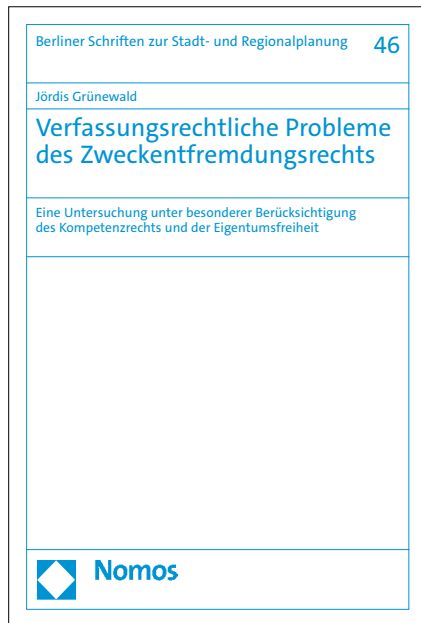 Berliner Schriften zur Stadt- und Regionalplanung 46
Jördis Grünewald
Verfassungsrechtliche Probleme
des Zweckentfremdungsrechts
Eine Untersuchung unter besonderer Berücksichtigung
des Kompetenzrechts und der Eigentumsfreiheit
Nomos